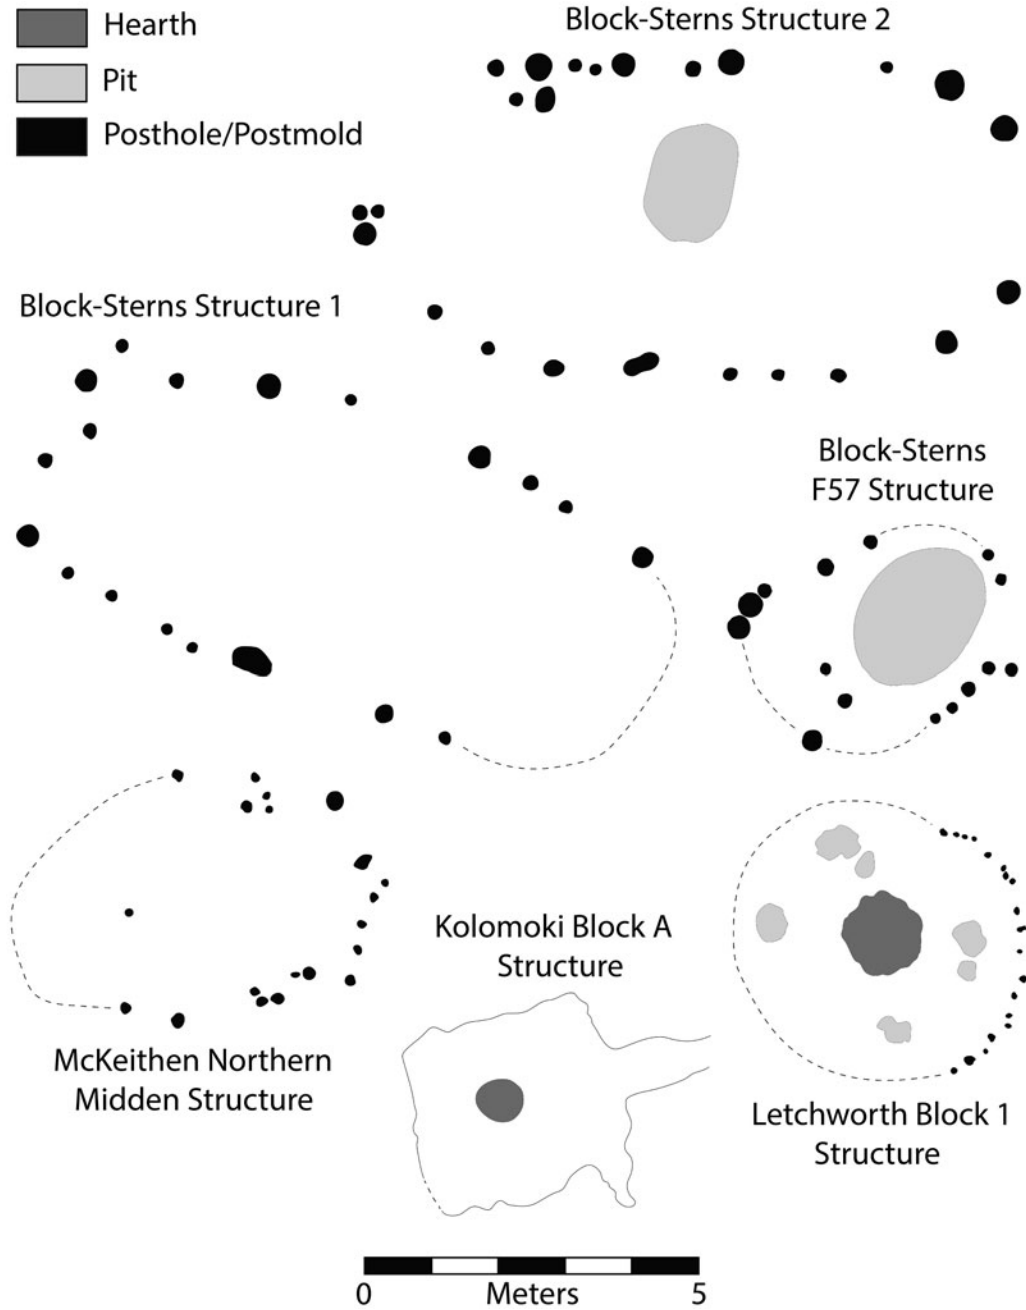 Hearth
Pit
Posthole/Postmold
Block-Sterns Structure 2
Block-Sterns Structure 1
Block-Sterns
F57 Structure
Kolomoki Block A
Structure
McKeithen Northern
Midden Structure
Letchworth Block 1
Structure
0 Meters 5